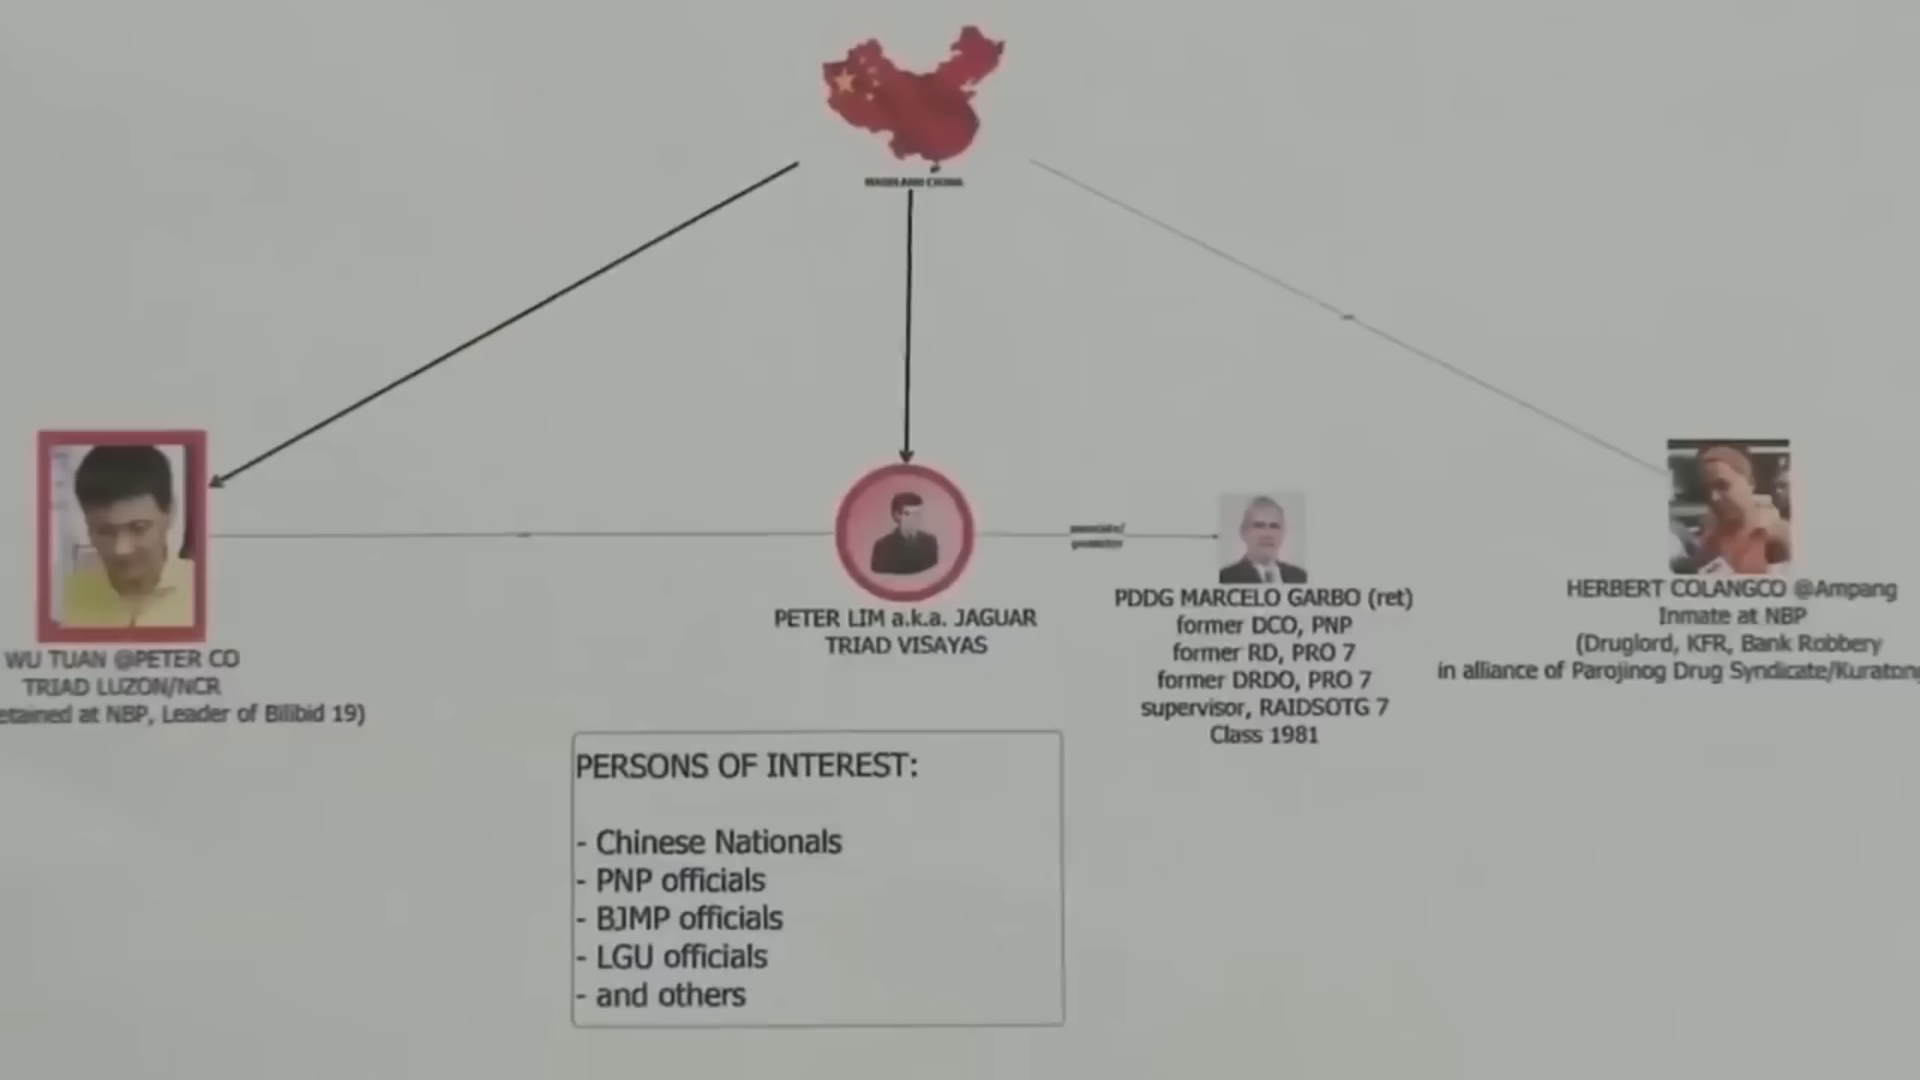 MAINLAND CHINA
WU TUAN @PETER CO
TRIAD LUZON/NCR
etained at NBP, Leader of Bilibid 19)
PETER LIM a.k.a. JAGUAR
TRIAD VISAYAS
PDDG MARCELO GARBO (ret)
former DCO, PNP
former RD, PRO 7
former DRDO, PRO 7
supervisor, RAIDSOTG 7
Class 1981
HERBERT COLANGCO @Ampang
Inmate at NBP
(Druglord, KFR, Bank Robbery
in alliance of Parojinog Drug Syndicate/Kuratong
PERSONS OF INTEREST:
- Chinese Nationals
- PNP officials
- BJMP officials
- LGU officials
- and others